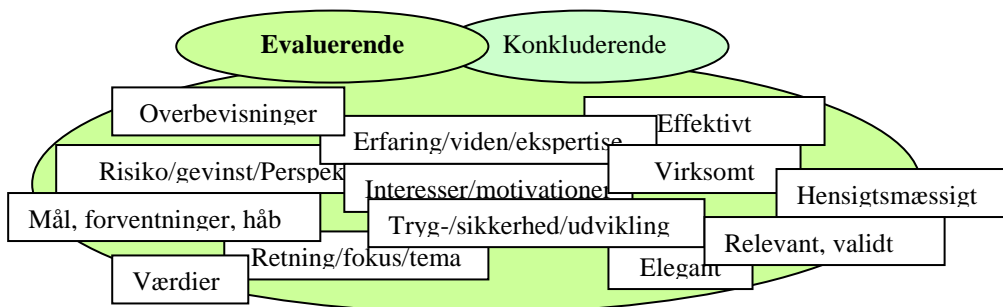 Evaluerende
Konkluderende
Overbevisninger
Effektivt
Erfaring/viden/ekspertise
Risiko/gevinst/Perspek
Virksomt
Interesser/motivationer
Hensigtsmæssigt
Mål, forventninger, håb
Tryg-/sikkerhed/udvikling
Relevant, validt
Retning/fokus/tema
Elegant
Værdier